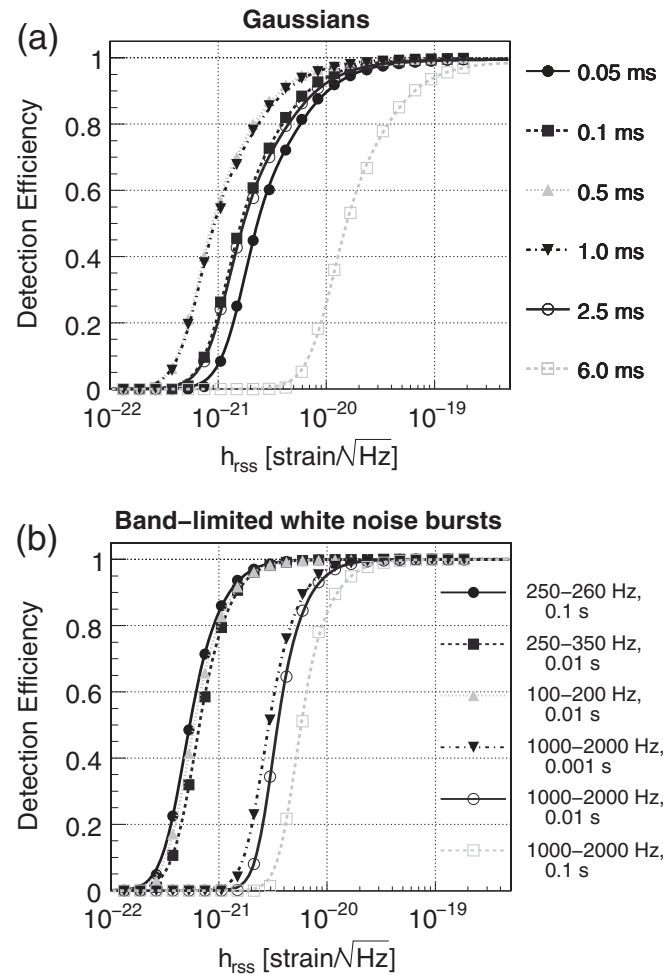 (a) Gaussians
1
0.8
0.6
0.4
0.2
0
Detection Efficiency
10⁻²² 10⁻²¹ 10⁻²⁰ 10⁻¹⁹
h_rss [strain/√Hz]
0.05 ms
0.1 ms
0.5 ms
1.0 ms
2.5 ms
6.0 ms
(b) Band−limited white noise bursts
1
0.8
0.6
0.4
0.2
0
Detection Efficiency
10⁻²² 10⁻²¹ 10⁻²⁰ 10⁻¹⁹
h_rss [strain/√Hz]
250−260 Hz,
0.1 s
250−350 Hz,
0.01 s
100−200 Hz,
0.01 s
1000−2000 Hz,
0.001 s
1000−2000 Hz,
0.01 s
1000−2000 Hz,
0.1 s